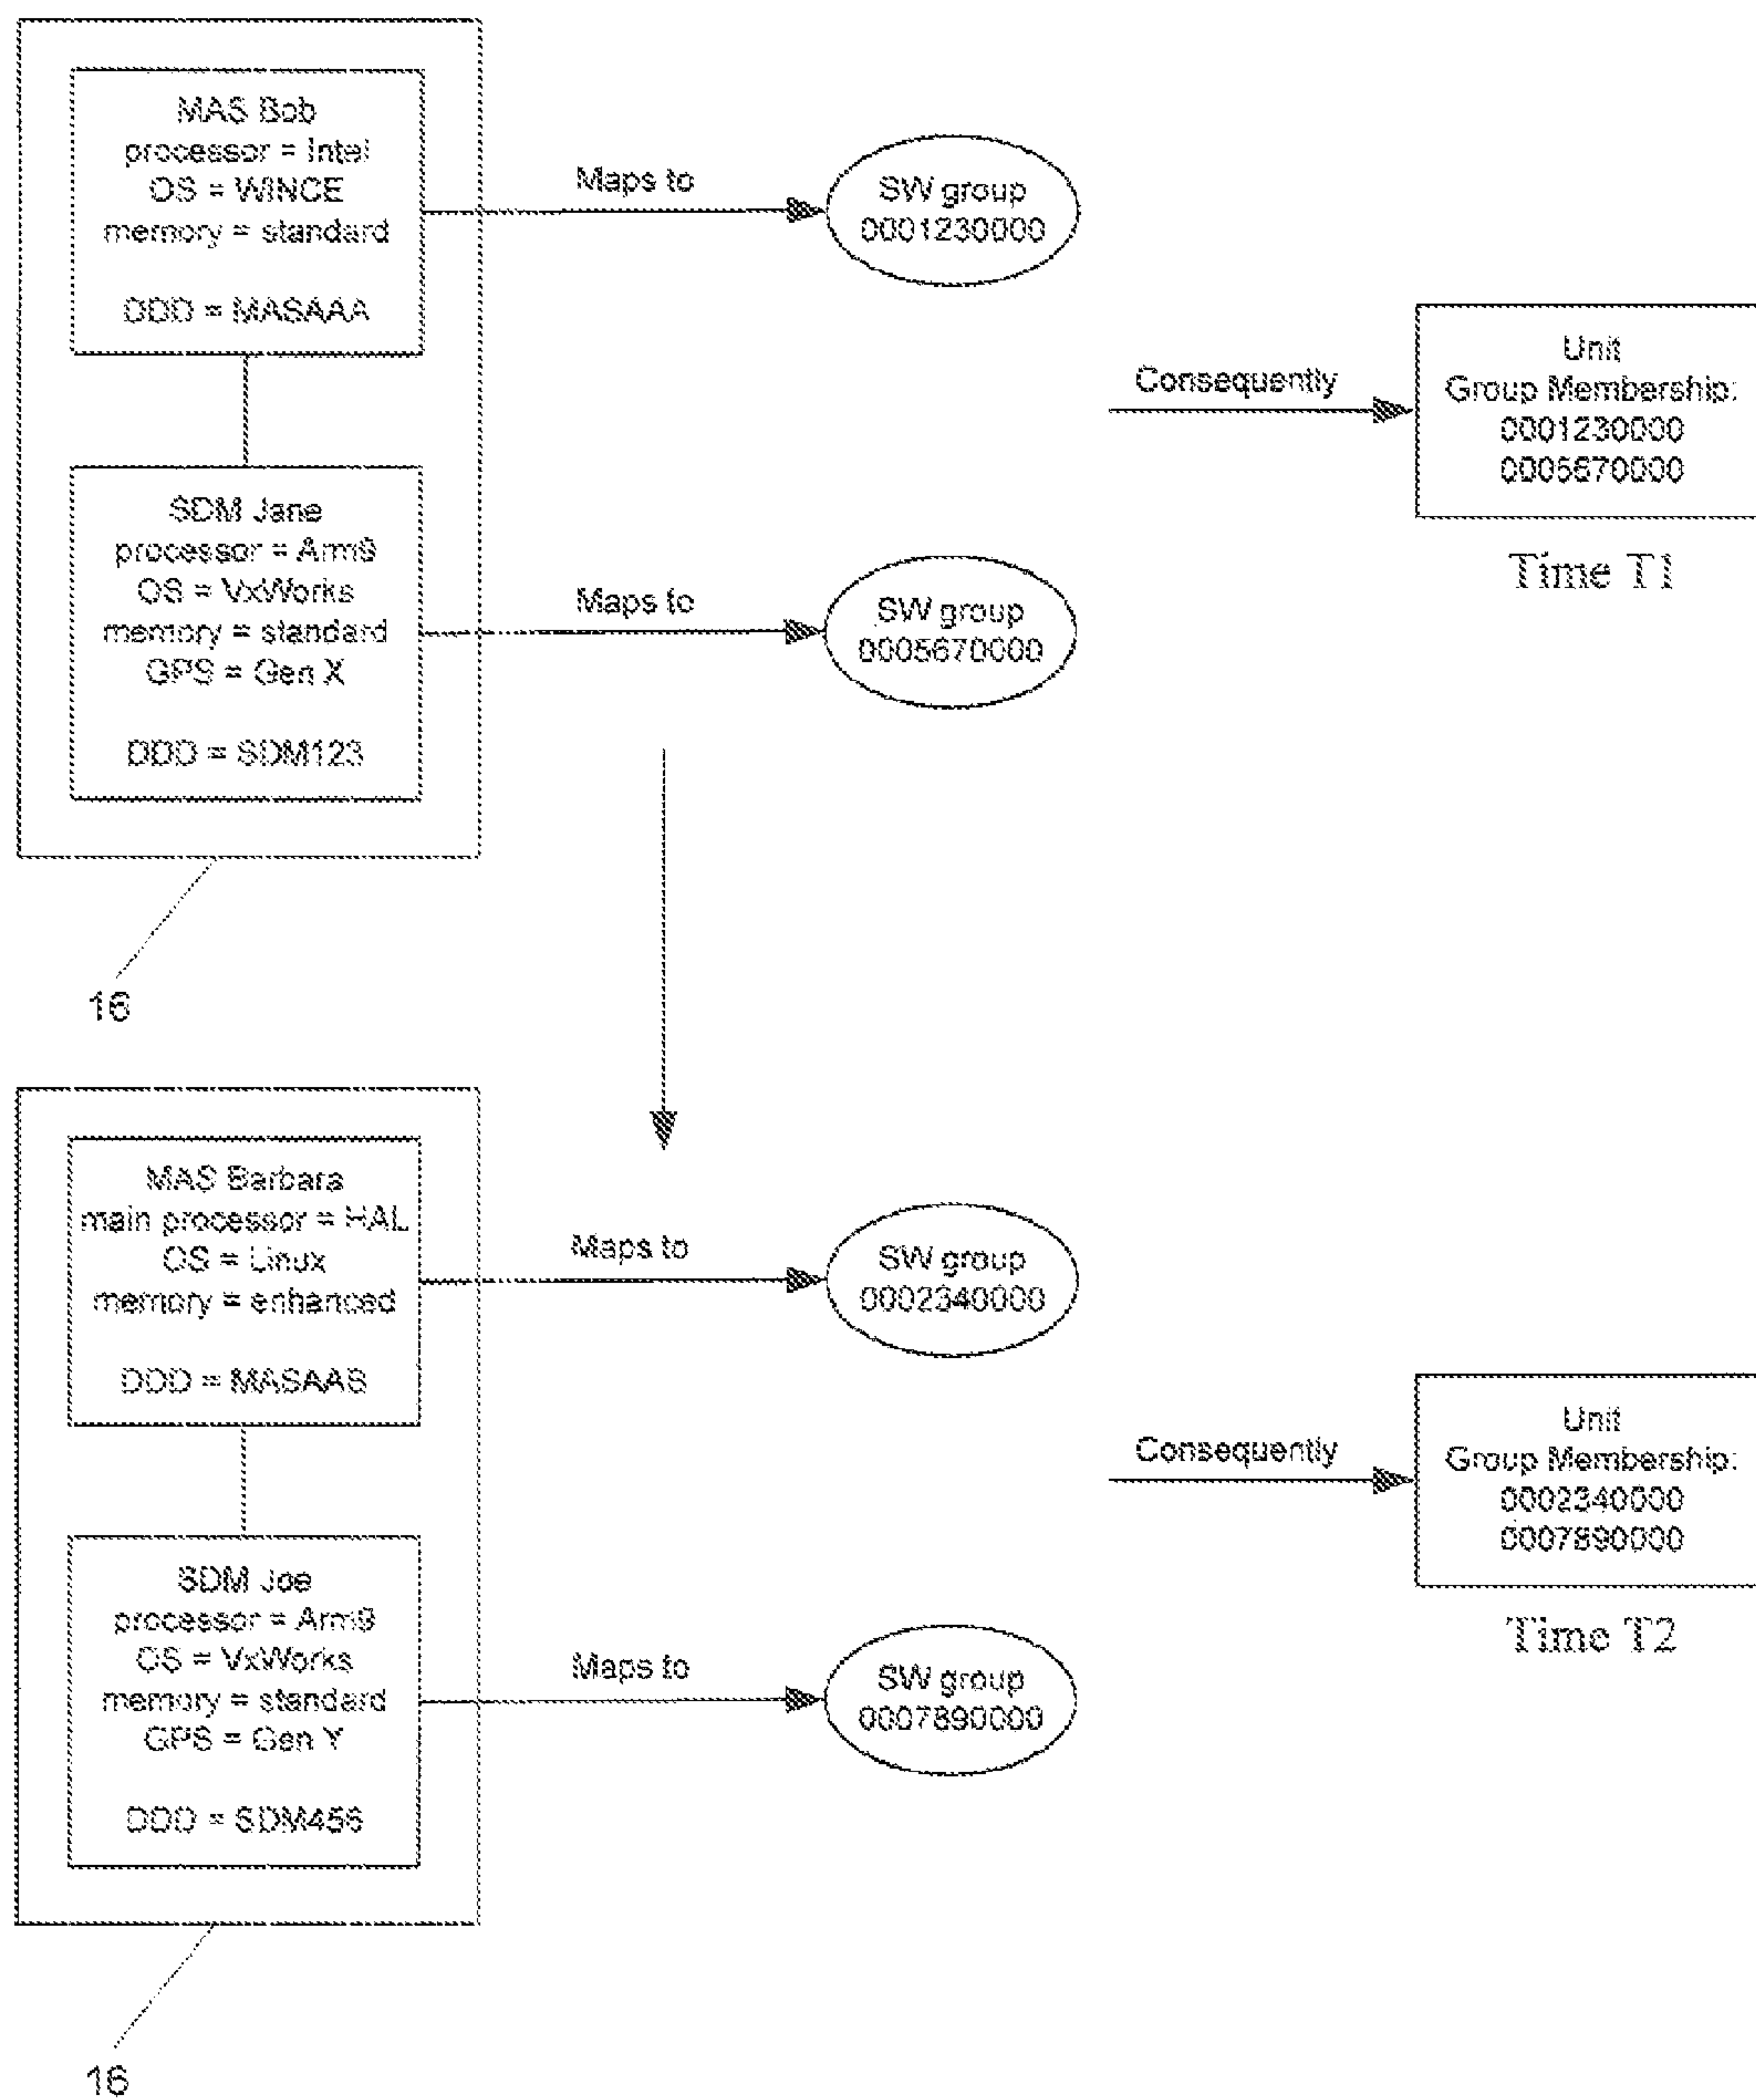 MAS Bob
processor = Intel
OS = WINCE
memory = standard
DDD = MASAAA
Maps to
SW group
0001230000
Consequently
Unit
Group Membership:
0001230000
0005670000
Time T1
SDM Jane
processor = Arm9
OS = VxWorks
memory = standard
GPS = Gen X
DDD = SDM123
Maps to
SW group
0005670000
16
MAS Barbara
main processor = HAL
OS = Linux
memory = enhanced
DDD =
Maps to
SW group
0002340000
Consequently
Unit
Group Membership:
0002340000
0007890000
Time T2
SDM Joe
processor = Arm9
OS = VxWorks
memory = standard
GPS = Gen Y
DDD = SDM456
Maps to
SW group
0007890000
16